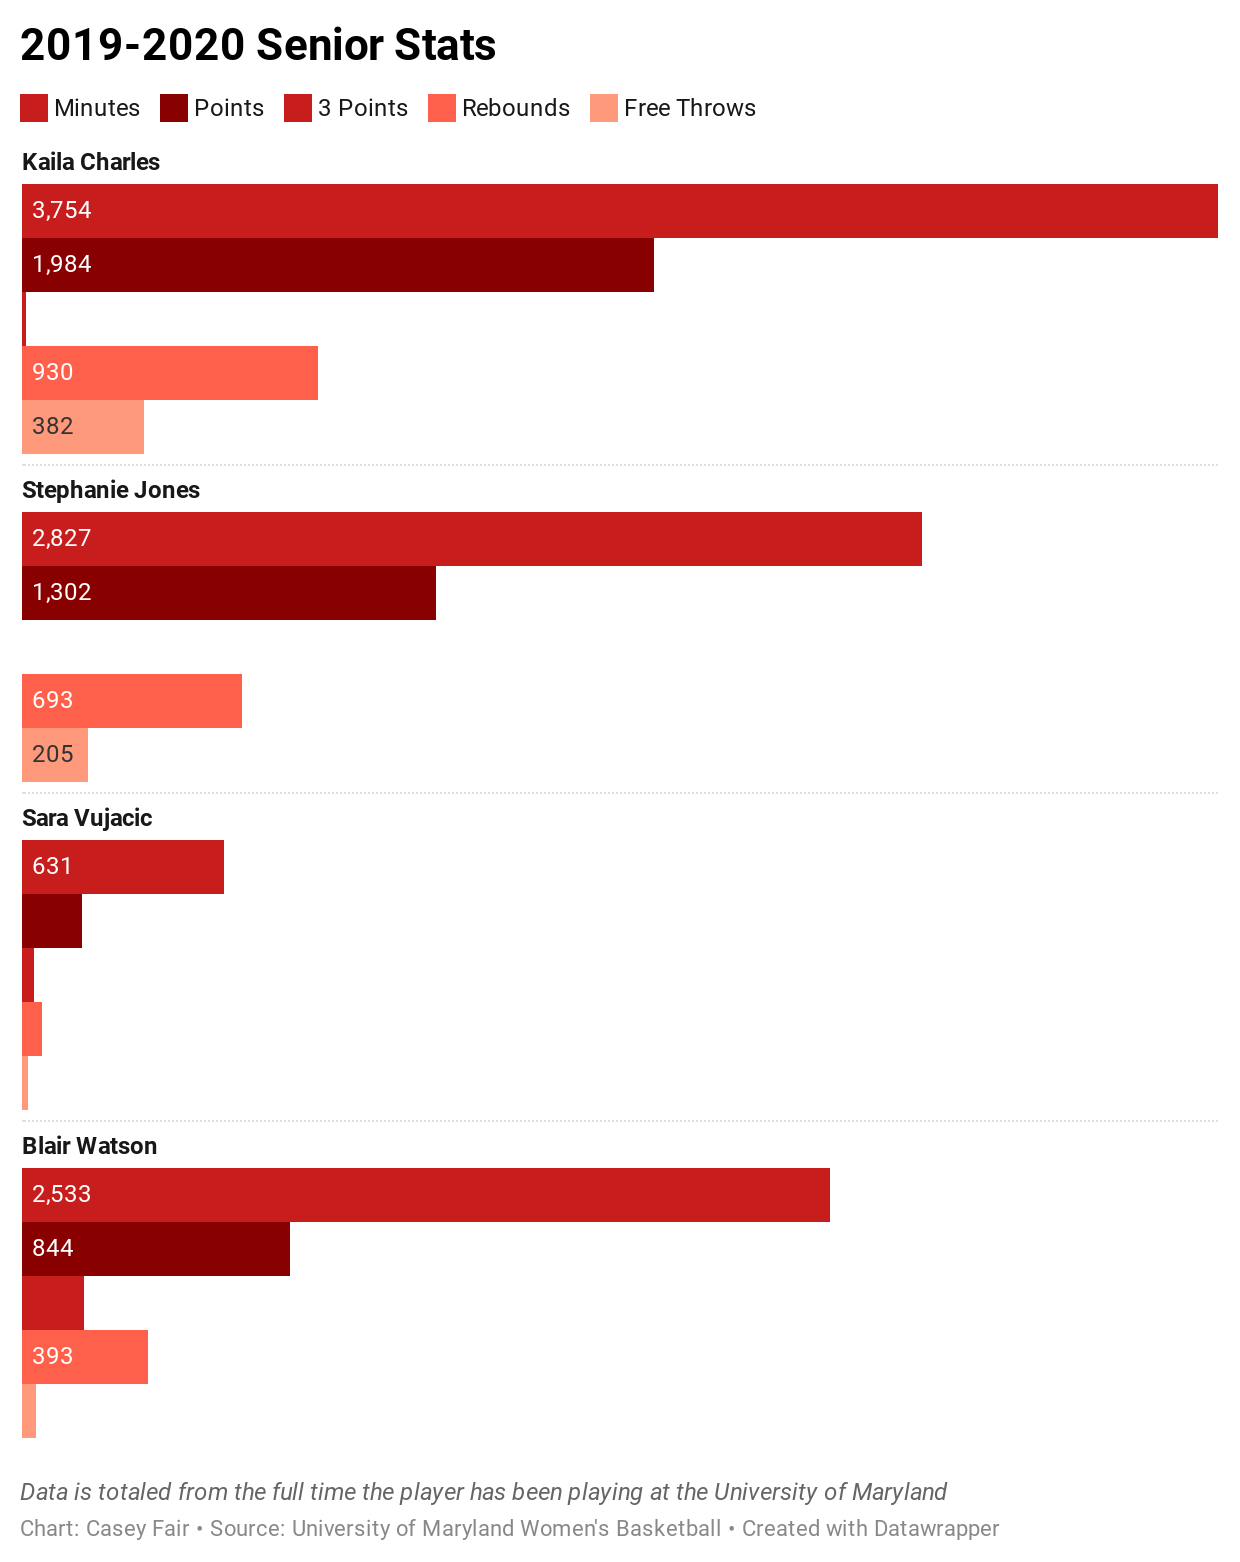 2019-2020 Senior Stats
Minutes Points 3 Points Rebounds Free Throws
Kaila Charles
3,754
1,984
930
382
Stephanie Jones
2,827
1,302
693
205
Sara Vujacic
631
Blair Watson
2,533
844
393
Data is totaled from the full time the player has been playing at the University of Maryland
Chart: Casey Fair • Source: University of Maryland Women's Basketball • Created with Datawrapper